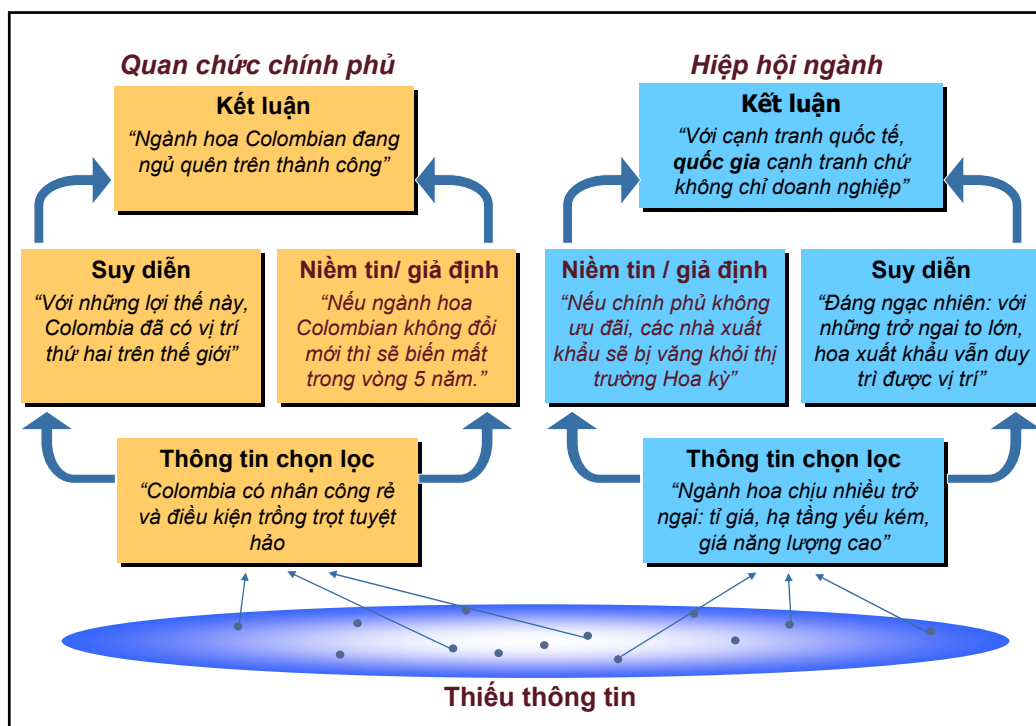 Quan chức chính phủ
Kết luận
“Ngành hoa Colombian đang
ngủ quên trên thành công”
Suy diễn
“Với những lợi thế này,
Colombia đã có vị trí
thứ hai trên thế giới”
Niềm tin/ giả định
“Nếu ngành hoa
Colombian không đổi
mới thì sẽ biến mất
trong vòng 5 năm.”
Thông tin chọn lọc
“Colombia có nhân công rẻ
và điều kiện trồng trọt tuyệt
hảo
Hiệp hội ngành
Kết luận
“Với cạnh tranh quốc tế,
quốc gia cạnh tranh chứ
không chỉ doanh nghiệp”
Niềm tin / giả định
“Nếu chính phủ không
ưu đãi, các nhà xuất
khẩu sẽ bị văng khỏi thị
trường Hoa kỳ”
Suy diễn
“Đáng ngạc nhiên: với
những trở ngai to lớn,
hoa xuất khẩu vẫn duy
trì được vị trí”
Thông tin chọn lọc
“Ngành hoa chịu nhiều trở
ngại: tỉ giá, hạ tầng yếu kém,
giá năng lượng cao”
Thiếu thông tin